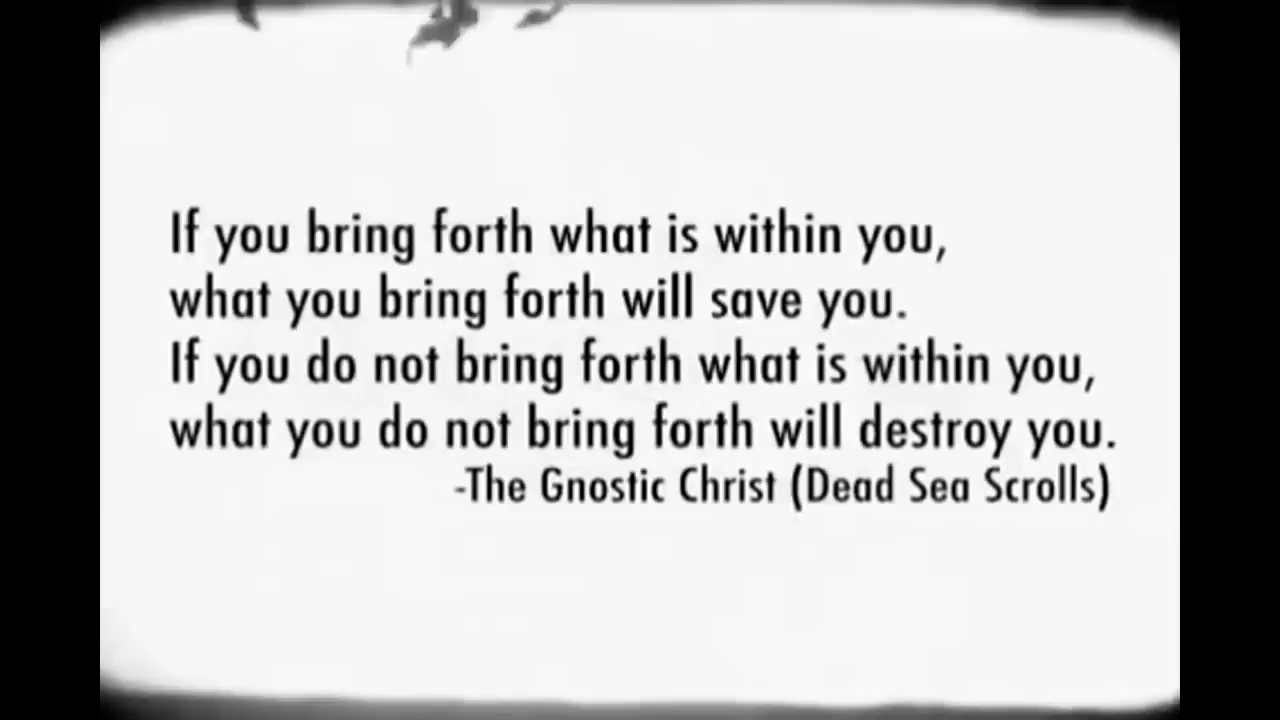 If you bring forth what is within you,
what you bring forth will save you.
If you do not bring forth what is within you,
what you do not bring forth will destroy you.
-The Gnostic Christ (Dead Sea Scrolls)